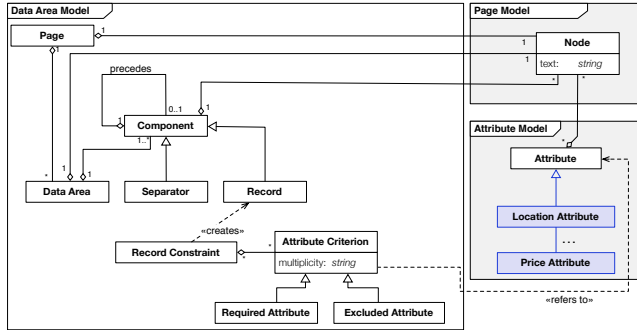 Data Area Model
Page Model
Page
1
1
1
1
Node
text: string
precedes
1
*
*
0..1
1
Component
1..*
Attribute Model
*
Attribute
*
1
1
Data Area
Separator
Record
Location Attribute
«creates»
...
Record Constraint
*
*
Attribute Criterion
multiplicity: string
Price Attribute
«refers to»
Required Attribute
Excluded Attribute